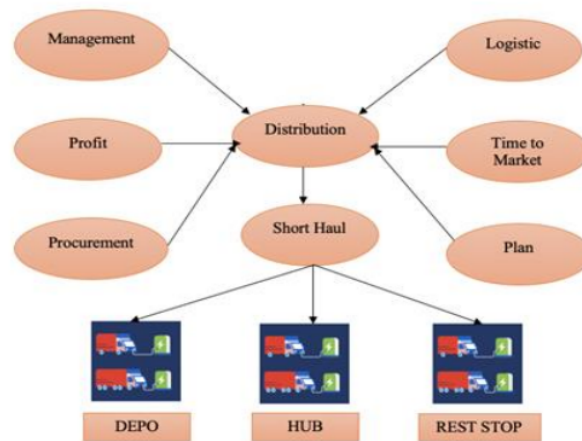 Management
Logistic
Distribution
Profit
Time to
Market
Procurement
Short Haul
Plan
DEPO
HUB
REST STOP